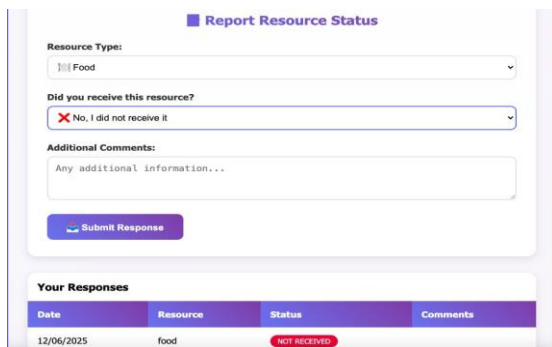 Report Resource Status
Resource Type:
🍽️ Food
Did you receive this resource?
❌ No, I did not receive it
Additional Comments:
Any additional information...
📤 Submit Response
Your Responses
Date Resource Status Comments
12/06/2025 food NOT RECEIVED